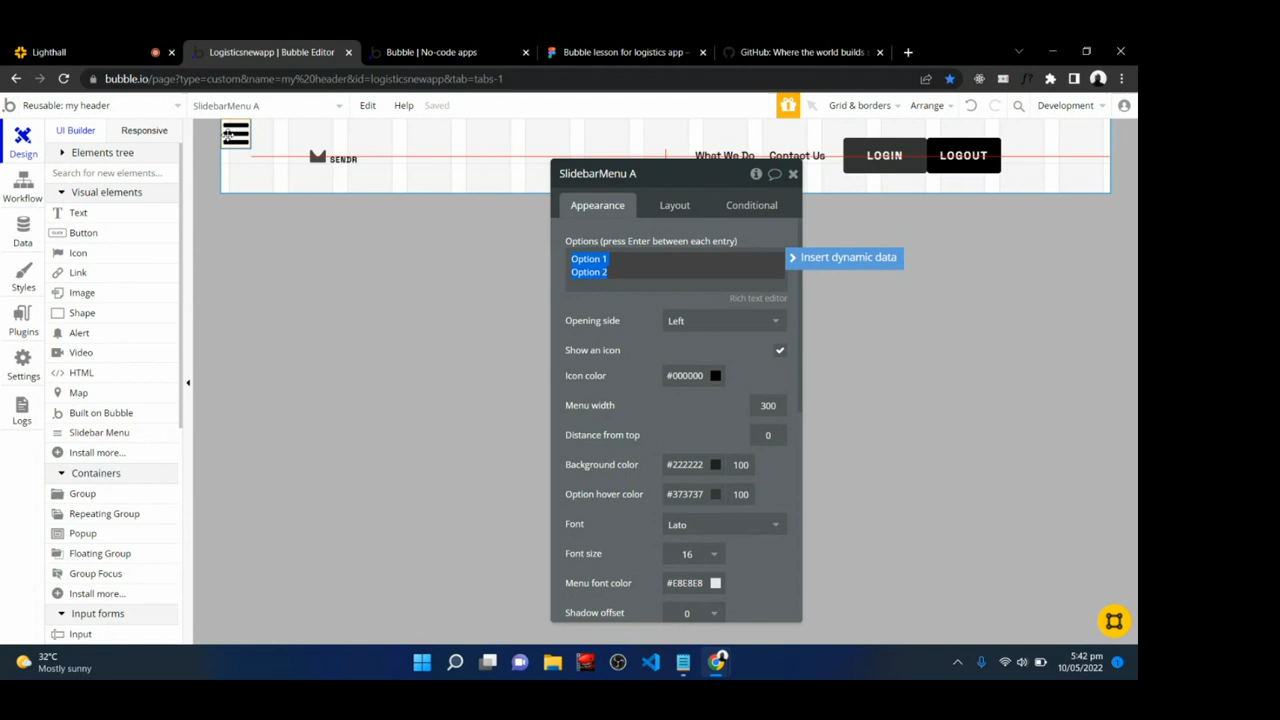 Lighthall
Logisticsnewapp | Bubble Editor
Bubble | No-code apps
Bubble lesson for logistics app –
GitHub: Where the world builds s
bubble.io/page?type=custom&name=my%20header&id=logisticsnewapp&tab=tabs-1
Reusable: my header
SlidebarMenu A
Edit
Help
Saved
Grid & borders
Arrange
Development
Design
Workflow
Data
Styles
Plugins
Settings
Logs
UI Builder
Responsive
Elements tree
Search for new elements...
Visual elements
Text
Button
Icon
Link
Image
Shape
Alert
Video
HTML
Map
Built on Bubble
Slidebar Menu
Install more...
Containers
Group
Repeating Group
Popup
Floating Group
Group Focus
Install more...
Input forms
Input
SENDR
What We Do
Contact Us
LOGIN
LOGOUT
SlidebarMenu A
Appearance
Layout
Conditional
Options (press Enter between each entry)
Option 1
Option 2
Insert dynamic data
Rich text editor
Opening side
Left
Show an icon
Icon color
#000000
Menu width
300
Distance from top
0
Background color
#222222
100
Option hover color
#373737
100
Font
Lato
Font size
16
Menu font color
#E8E8E8
Shadow offset
0
32°C
Mostly sunny
5:42 pm
10/05/2022
1